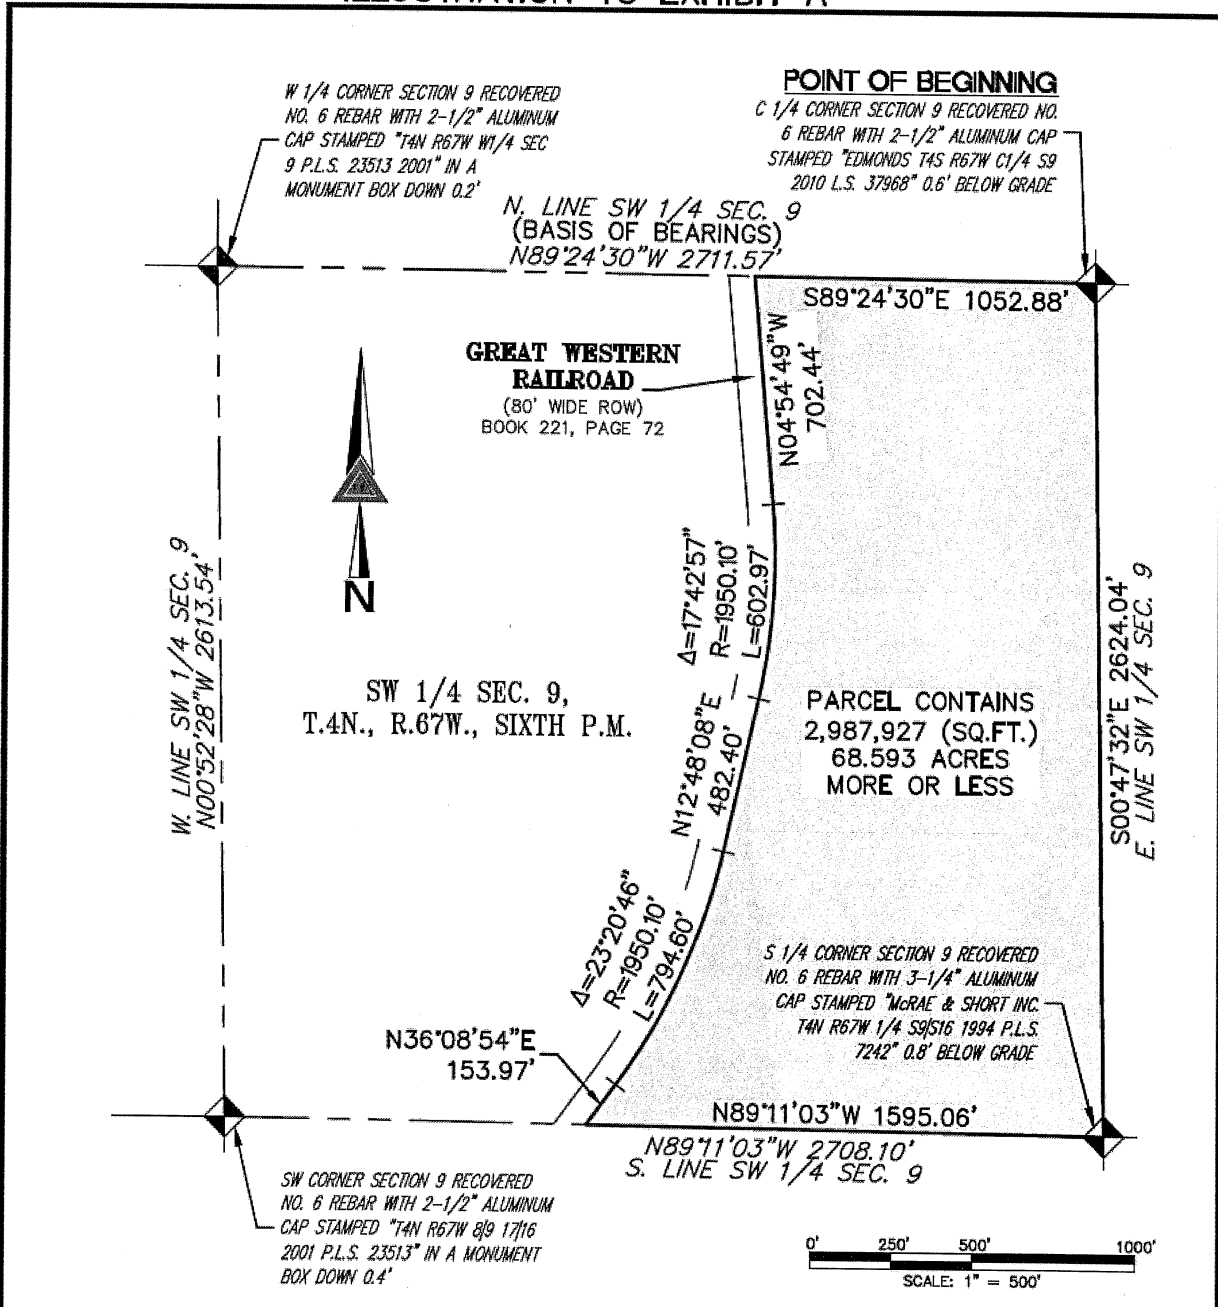 ILLUSTRATION TO EXHIBIT A
W 1/4 CORNER SECTION 9 RECOVERED
NO. 6 REBAR WITH 2-1/2" ALUMINUM
CAP STAMPED "T4N R67W W1/4 SEC
9 P.L.S. 23513 2001" IN A
MONUMENT BOX DOWN 0.2'
POINT OF BEGINNING
C 1/4 CORNER SECTION 9 RECOVERED NO.
6 REBAR WITH 2-1/2" ALUMINUM CAP
STAMPED "EDMONDS T4S R67W C1/4 S9
2010 L.S. 37968" 0.6' BELOW GRADE
N. LINE SW 1/4 SEC. 9
(BASIS OF BEARINGS)
N89°24'30"W 2711.57'
S89°24'30"E 1052.88'
N04°54'49"W
702.44'
GREAT WESTERN
RAILROAD
(80' WIDE ROW)
BOOK 221, PAGE 72
N
W. LINE SW 1/4 SEC. 9
N00°52'28"W 2613.54'
Δ=17°42'57"
R=1950.10'
L=602.97'
SW 1/4 SEC. 9,
T.4N., R.67W., SIXTH P.M.
N12°48'08"E
482.40'
PARCEL CONTAINS
2,987,927 (SQ.FT.)
68.593 ACRES
MORE OR LESS
S00°47'32"E 2624.04'
E. LINE SW 1/4 SEC. 9
Δ=23°20'46"
R=1950.10'
L=794.60'
S 1/4 CORNER SECTION 9 RECOVERED
NO. 6 REBAR WITH 3-1/4" ALUMINUM
CAP STAMPED "McRAE & SHORT INC.
T4N R67W 1/4 S9|S16 1994 P.L.S.
7242" 0.8' BELOW GRADE
N36°08'54"E
153.97'
N89°11'03"W 1595.06'
N89°11'03"W 2708.10'
S. LINE SW 1/4 SEC. 9
SW CORNER SECTION 9 RECOVERED
NO. 6 REBAR WITH 2-1/2" ALUMINUM
CAP STAMPED "T4N R67W 8|9 17|16
2001 P.L.S. 23513" IN A MONUMENT
BOX DOWN 0.4'
0' 250' 500' 1000'
SCALE: 1" = 500'